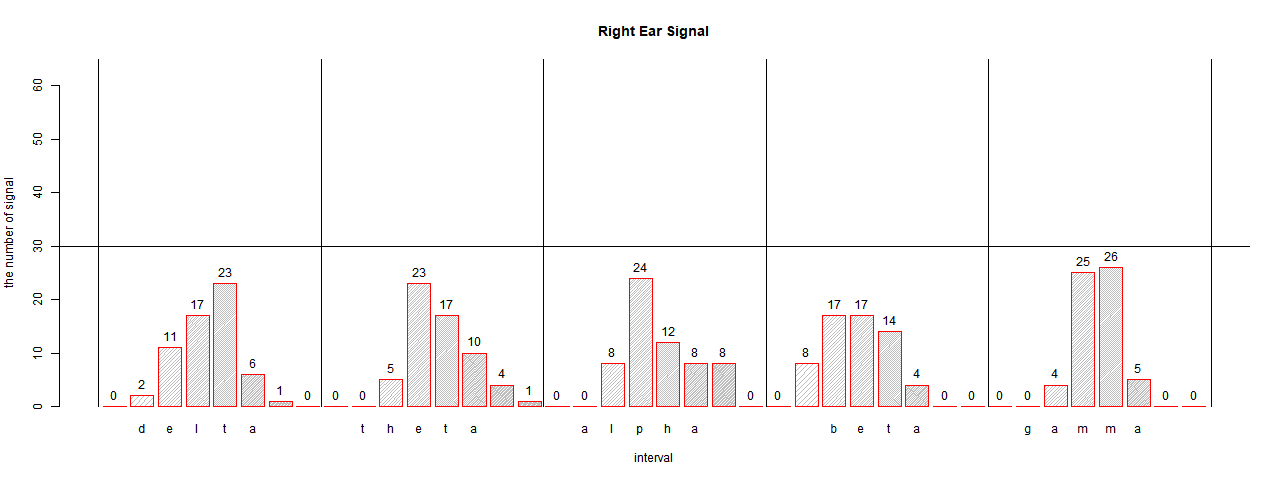 Right Ear Signal
the number of signal
60
50
40
30
20
10
0
0 2 11 17 23 6 1 0 0 0 5 23 17 10 4 1 0 0 8 24 12 8 8 0 0 8 17 17 14 4 0 0 0 0 4 25 26 5 0 0
d e l t a t h e t a a l p h a b e t a g a m m a
interval